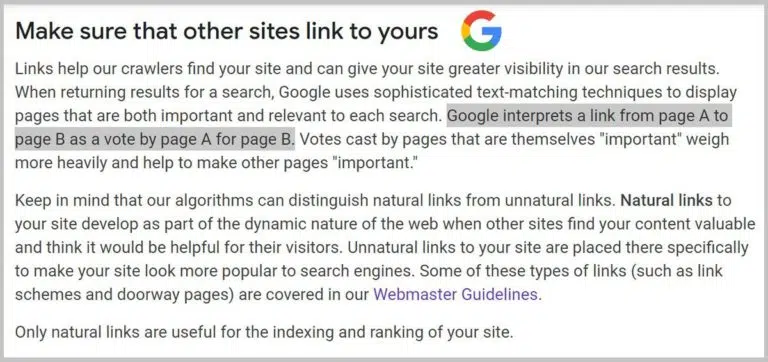 Make sure that other sites link to yours
Links help our crawlers find your site and can give your site greater visibility in our search results.
When returning results for a search, Google uses sophisticated text-matching techniques to display
pages that are both important and relevant to each search. Google interprets a link from page A to
page B as a vote by page A for page B. Votes cast by pages that are themselves "important" weigh
more heavily and help to make other pages "important."
Keep in mind that our algorithms can distinguish natural links from unnatural links. Natural links to
your site develop as part of the dynamic nature of the web when other sites find your content valuable
and think it would be helpful for their visitors. Unnatural links to your site are placed there specifically
to make your site look more popular to search engines. Some of these types of links (such as link
schemes and doorway pages) are covered in our Webmaster Guidelines.
Only natural links are useful for the indexing and ranking of your site.